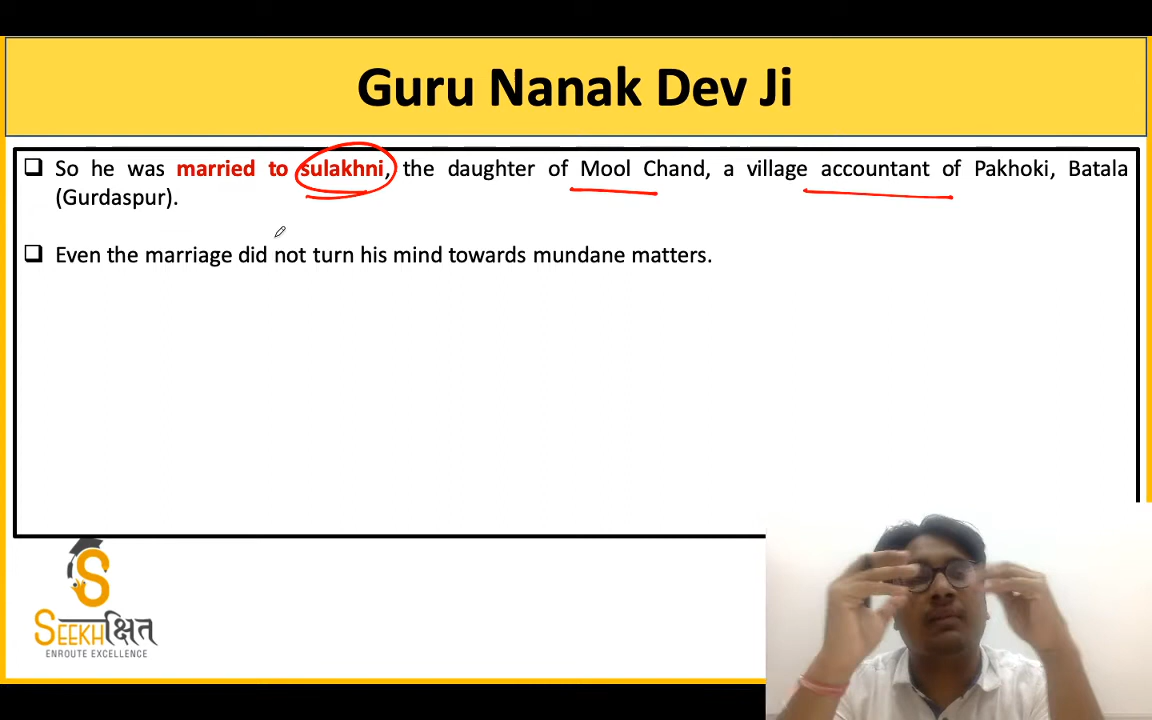 Guru Nanak Dev Ji
So he was married to sulakhni, the daughter of Mool Chand, a village accountant of Pakhoki, Batala
(Gurdaspur).
Even the marriage did not turn his mind towards mundane matters.
SEEKHक्षित
ENROUTE EXCELLENCE